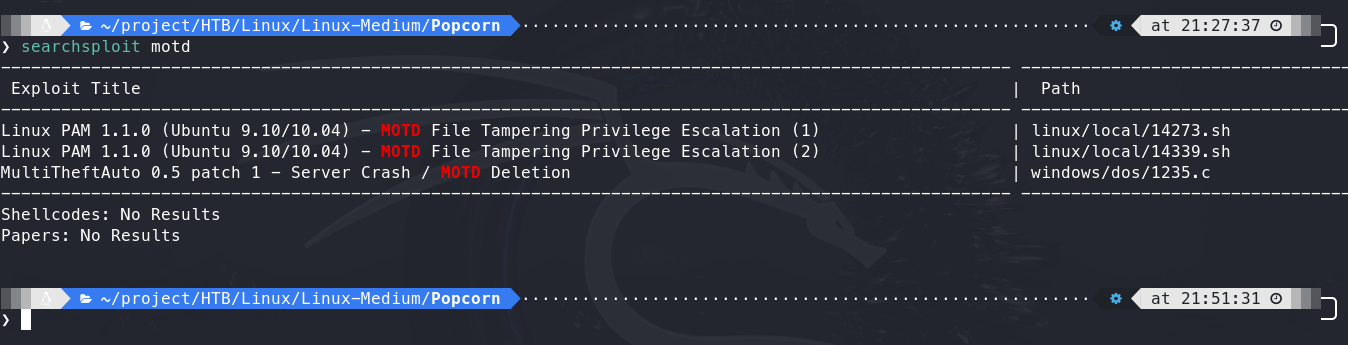 ~/project/HTB/Linux/Linux-Medium/Popcorn at 21:27:37
❯ searchsploit motd
Exploit Title | Path
Linux PAM 1.1.0 (Ubuntu 9.10/10.04) - MOTD File Tampering Privilege Escalation (1) | linux/local/14273.sh
Linux PAM 1.1.0 (Ubuntu 9.10/10.04) - MOTD File Tampering Privilege Escalation (2) | linux/local/14339.sh
MultiTheftAuto 0.5 patch 1 - Server Crash / MOTD Deletion | windows/dos/1235.c
Shellcodes: No Results
Papers: No Results
~/project/HTB/Linux/Linux-Medium/Popcorn at 21:51:31
❯